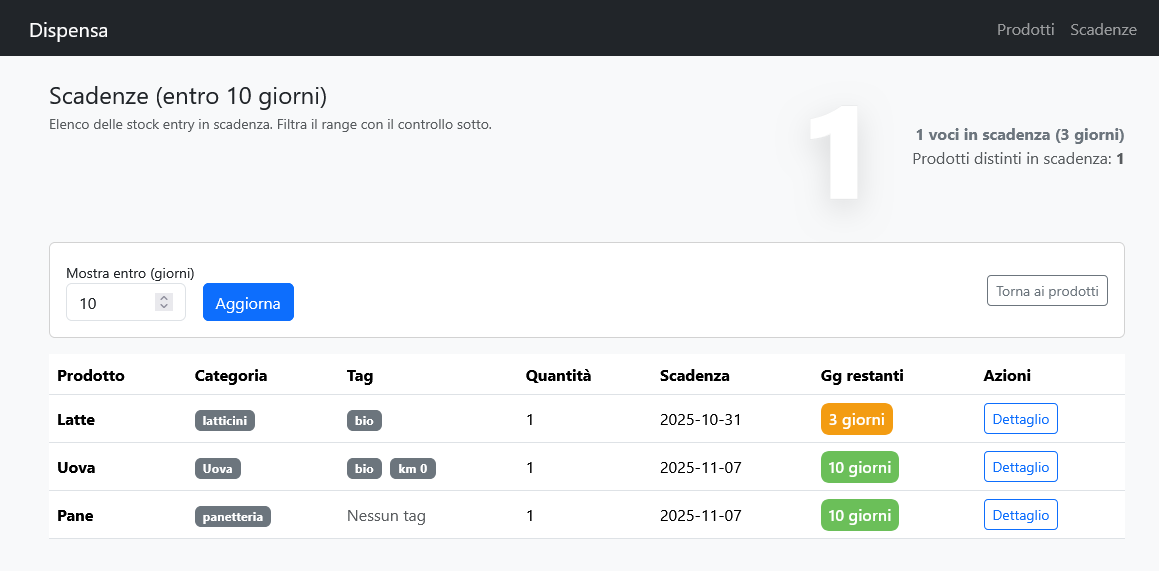 Dispensa Prodotti Scadenze
Scadenze (entro 10 giorni)
Elenco delle stock entry in scadenza. Filtra il range con il controllo sotto.
1
1 voci in scadenza (3 giorni)
Prodotti distinti in scadenza: 1
Mostra entro (giorni)
10 Aggiorna Torna ai prodotti
Prodotto Categoria Tag Quantità Scadenza Gg restanti Azioni
Latte latticini bio 1 2025-10-31 3 giorni Dettaglio
Uova Uova bio km 0 1 2025-11-07 10 giorni Dettaglio
Pane panetteria Nessun tag 1 2025-11-07 10 giorni Dettaglio